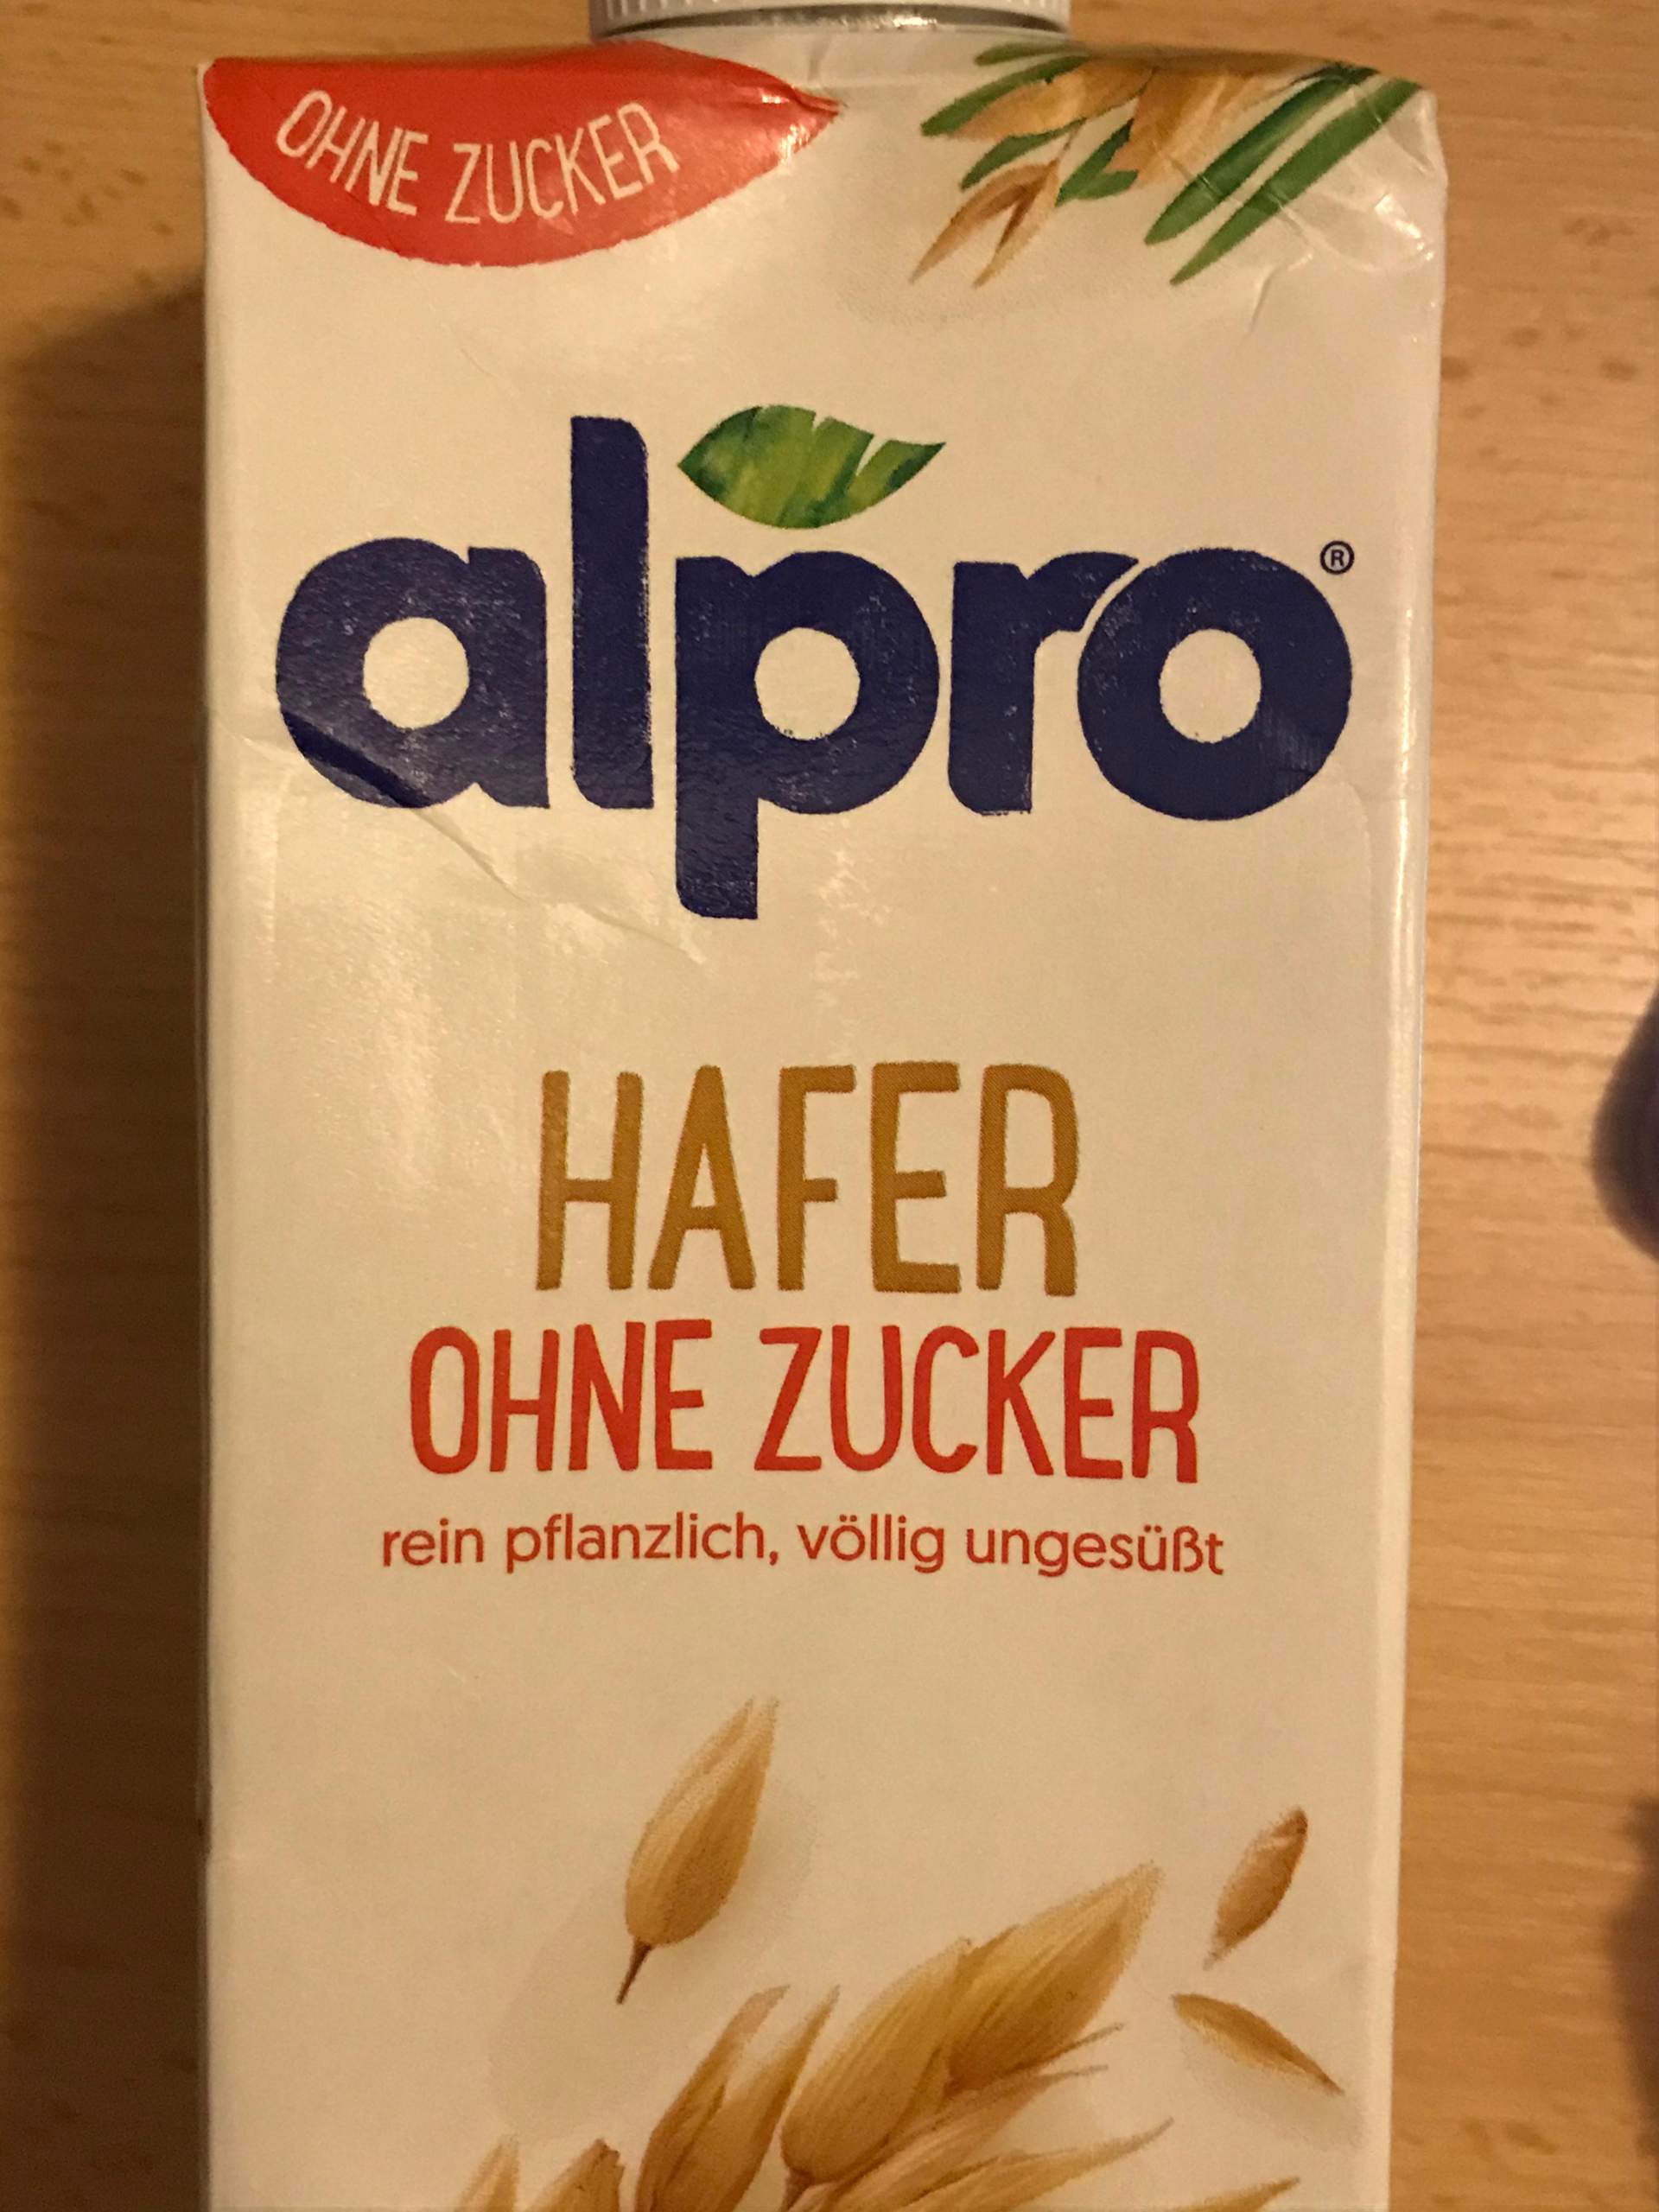 OHNE ZUCKER
alpro®
HAFER
OHNE ZUCKER
rein pflanzlich, völlig ungesüßt